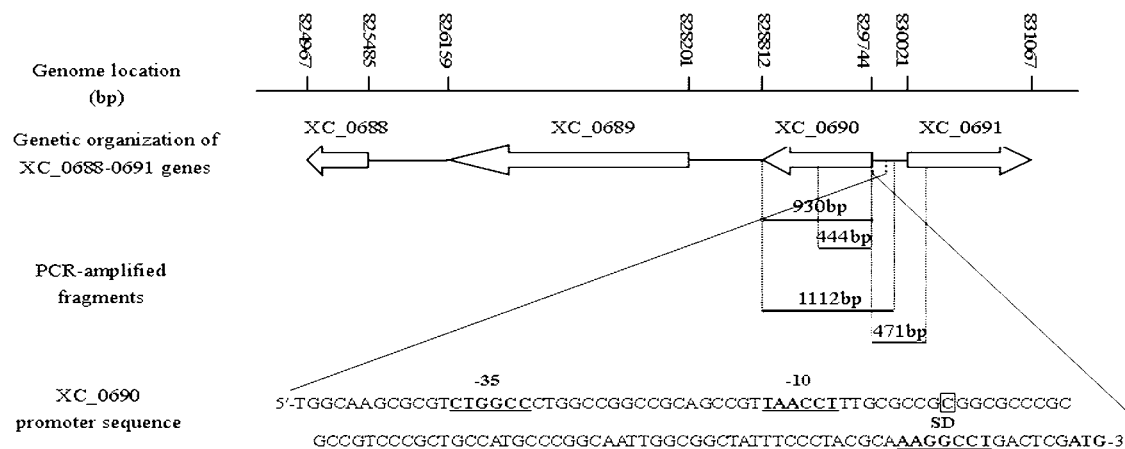 824967 825485 826159 828201 828812 829744 830021 831067
Genome location
(bp)
Genetic organization of
XC_0688-0691 genes
XC_0688 XC_0689 XC_0690 XC_0691
930bp
444bp
PCR-amplified
fragments
1112bp
471bp
XC_0690
promoter sequence
-35 -10
5'-TGGCAAGCGCGTCTGGCCCTGGCCGGCCGCAGCCGTTAACCTTTGCGCCGCGGCGCCCGC
SD
GCCGTCCCGCTGCCATGCCCGGCAATTGGCGGCTATTTCCCTACGCAAAGGCCTGACTCGATG-3